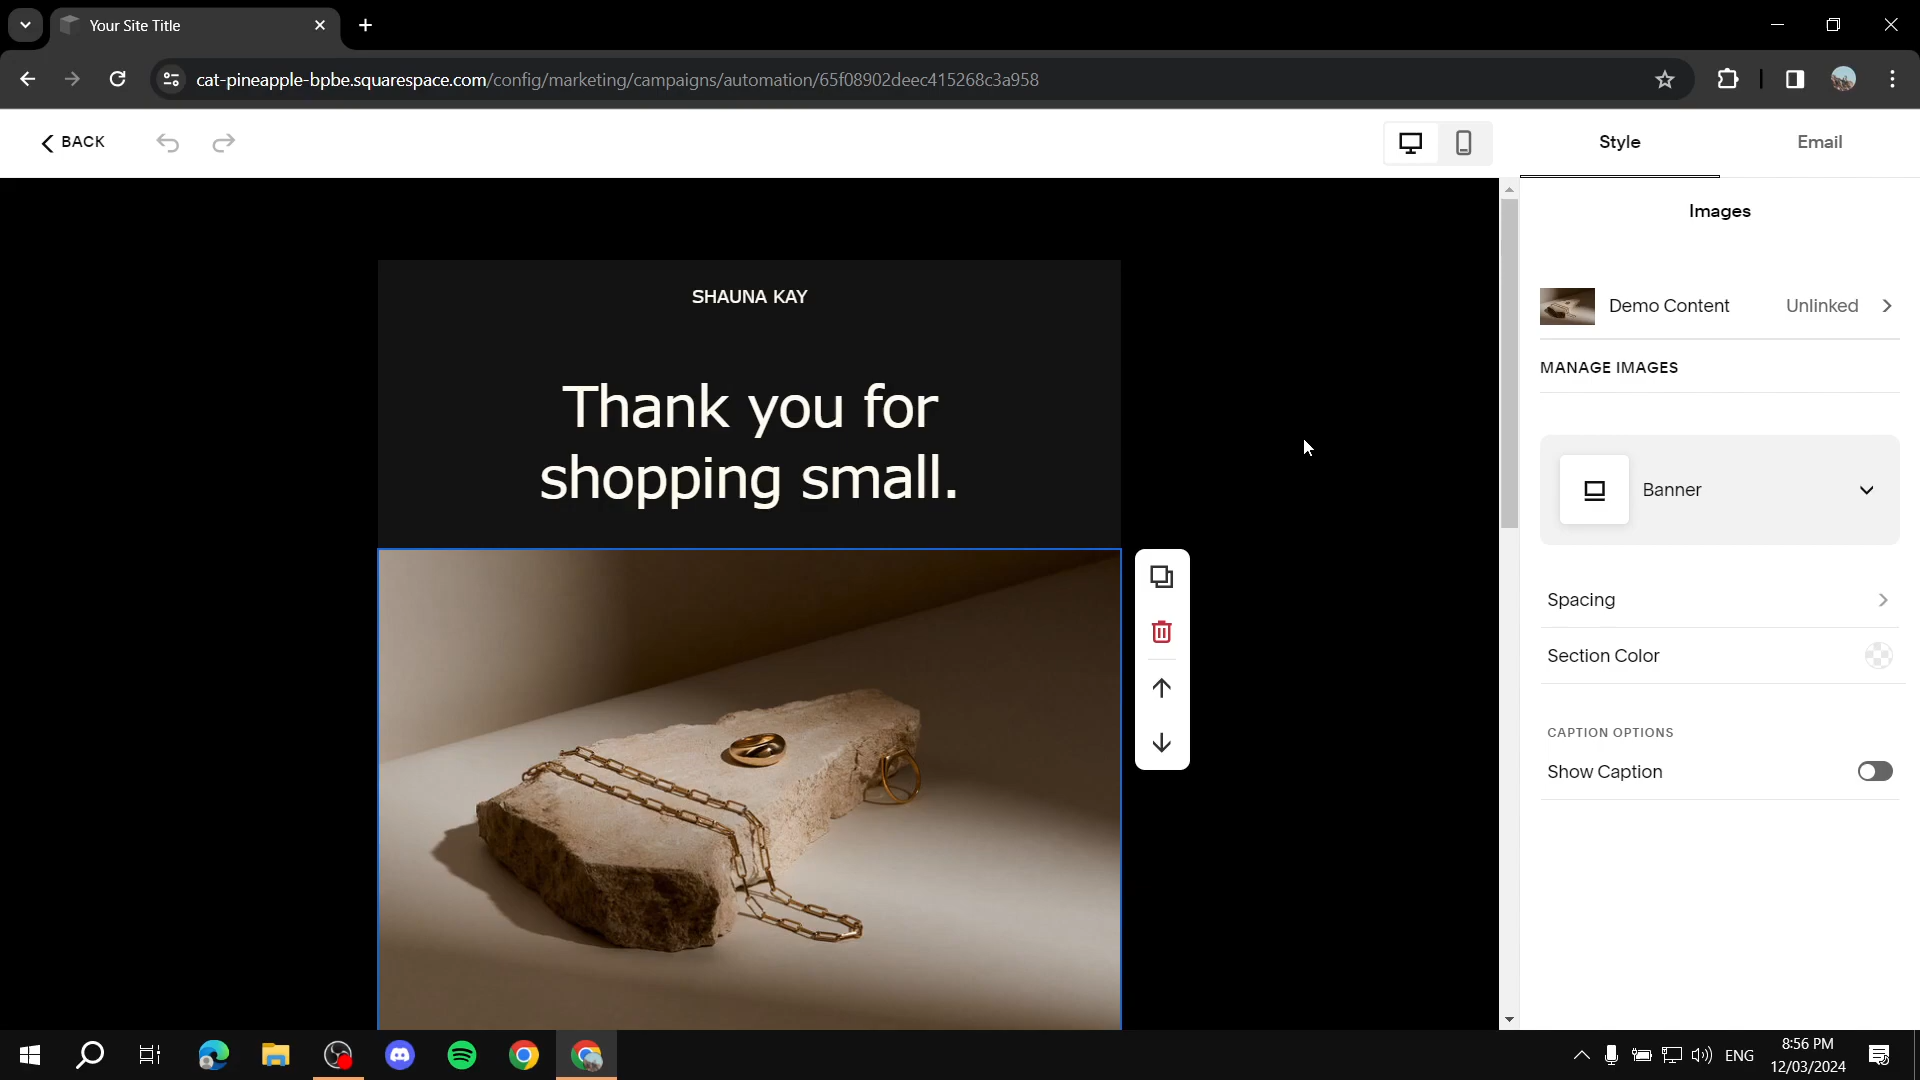 Your Site Title
cat-pineapple-bpbe.squarespace.com/config/marketing/campaigns/automation/65f08902deec415268c3a958
BACK
Style
Email
Images
SHAUNA KAY
Thank you for
shopping small.
Demo Content
Unlinked
MANAGE IMAGES
Banner
Spacing
Section Color
CAPTION OPTIONS
Show Caption
ENG
8:56 PM
12/03/2024